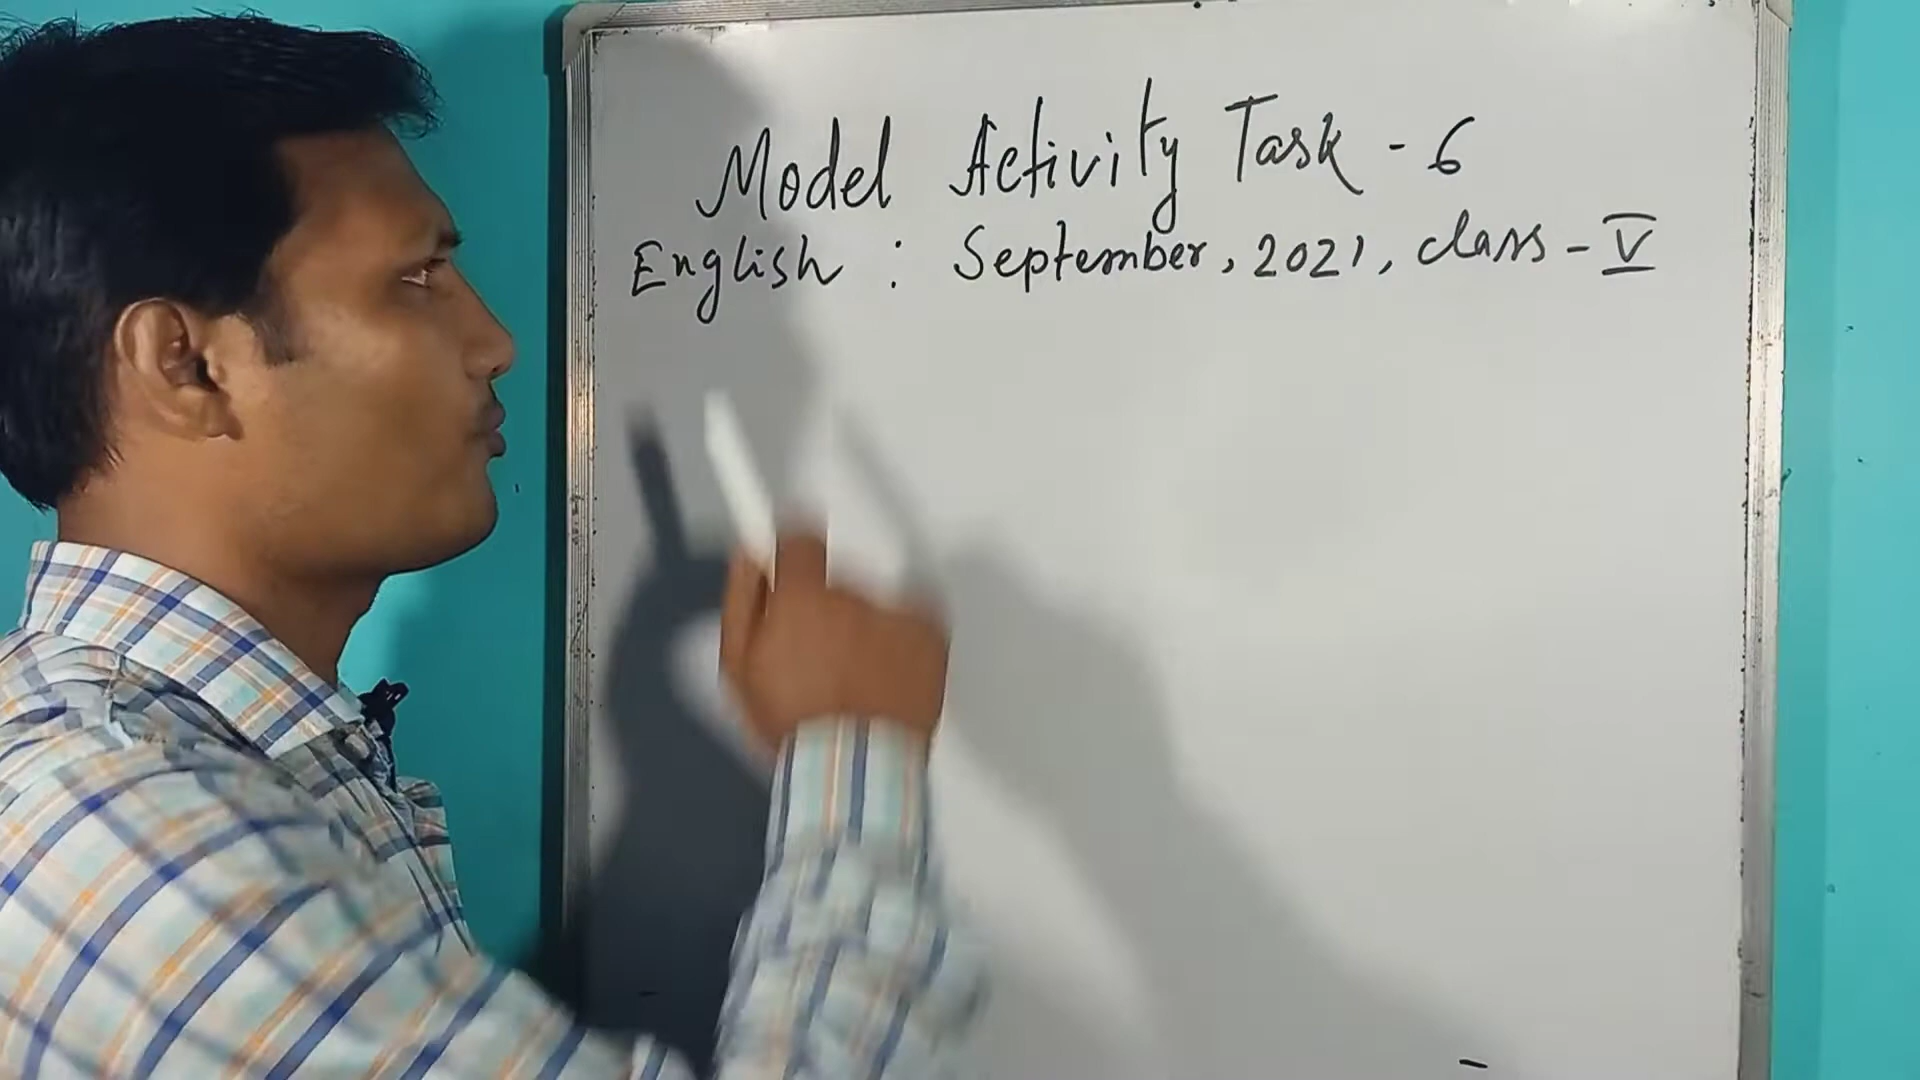 Model Activity Task - 6
English : September, 2021, class - V